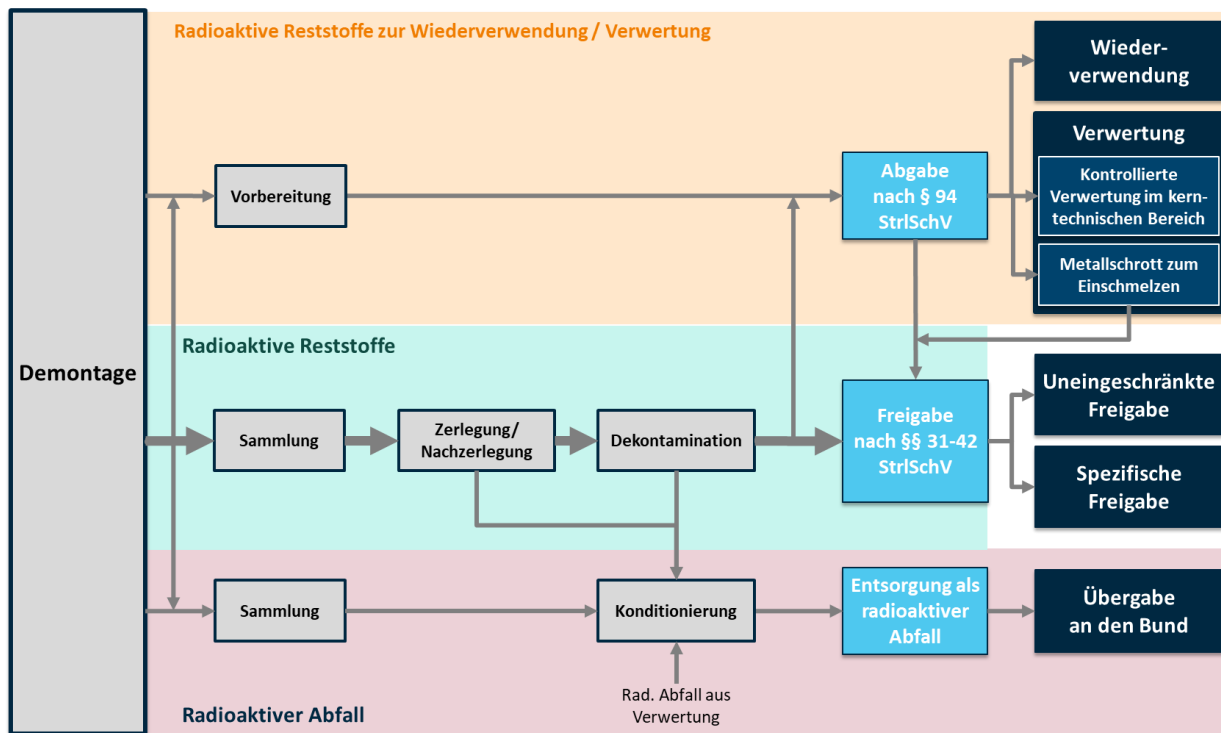 Radioaktive Reststoffe zur Wiederverwendung / Verwertung
Wieder-
verwendung
Verwertung
Kontrollierte
Verwertung im kern-
technischen Bereich
Metallschrott zum
Einschmelzen
Vorbereitung
Abgabe
nach § 94
StrlSchV
Demontage
Radioaktive Reststoffe
Sammlung
Zerlegung/
Nachzerlegung
Dekontamination
Freigabe
nach §§ 31-42
StrlSchV
Uneingeschränkte
Freigabe
Spezifische
Freigabe
Sammlung
Konditionierung
Entsorgung als
radioaktiver
Abfall
Übergabe
an den Bund
Rad. Abfall aus
Verwertung
Radioaktiver Abfall